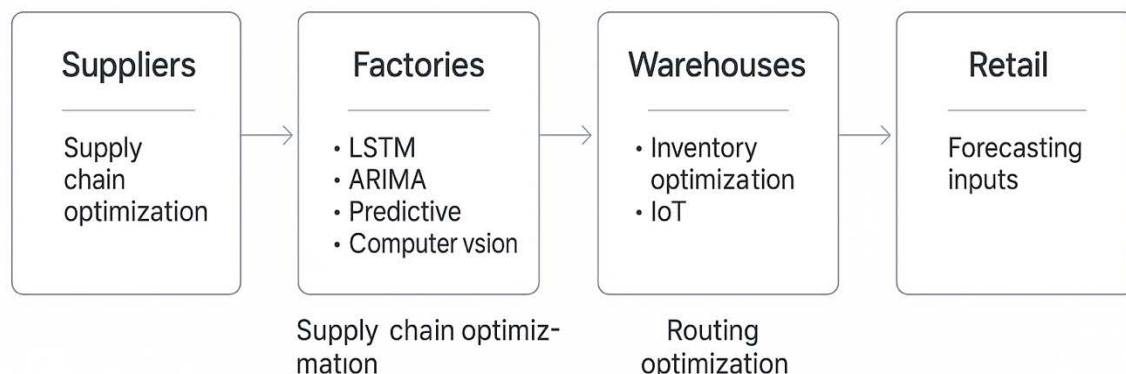 Suppliers
Supply
chain
optimization
Factories
• LSTM
• ARIMA
• Predictive
• Computer vsion
Warehouses
• Inventory
optimization
• IoT
Retail
Forecasting
inputs
Supply chain optimiz-
mation
Routing
optimization